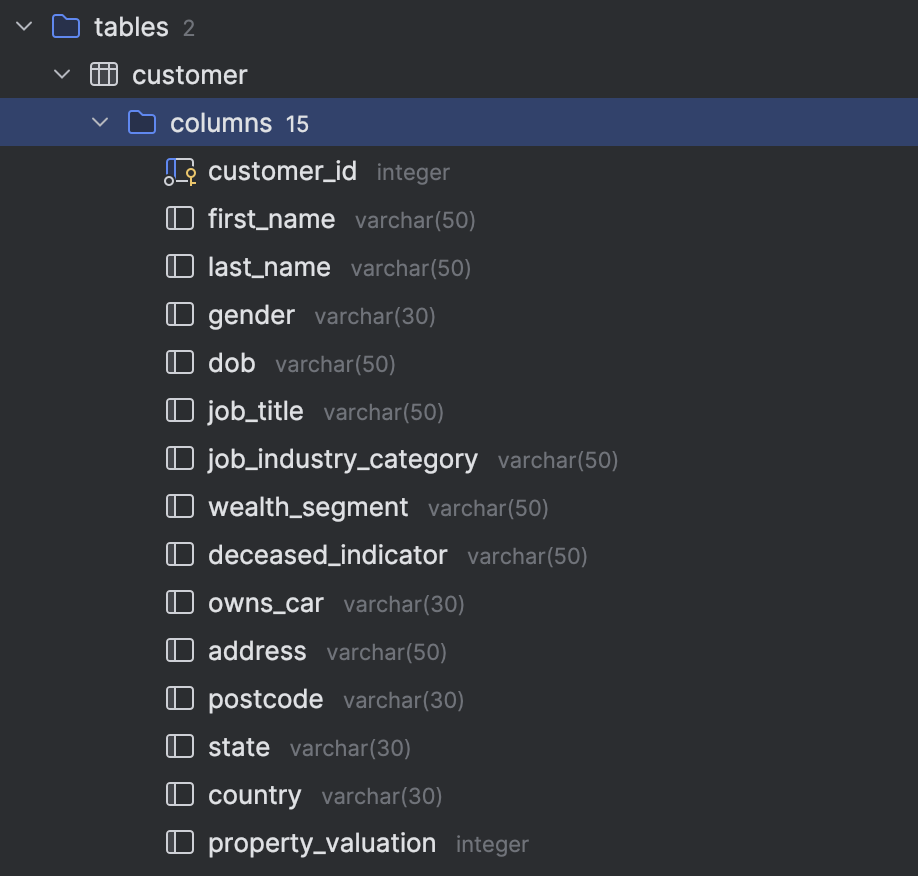 tables 2
customer
columns 15
customer_id integer
first_name varchar(50)
last_name varchar(50)
gender varchar(30)
dob varchar(50)
job_title varchar(50)
job_industry_category varchar(50)
wealth_segment varchar(50)
deceased_indicator varchar(50)
owns_car varchar(30)
address varchar(50)
postcode varchar(30)
state varchar(30)
country varchar(30)
property_valuation integer